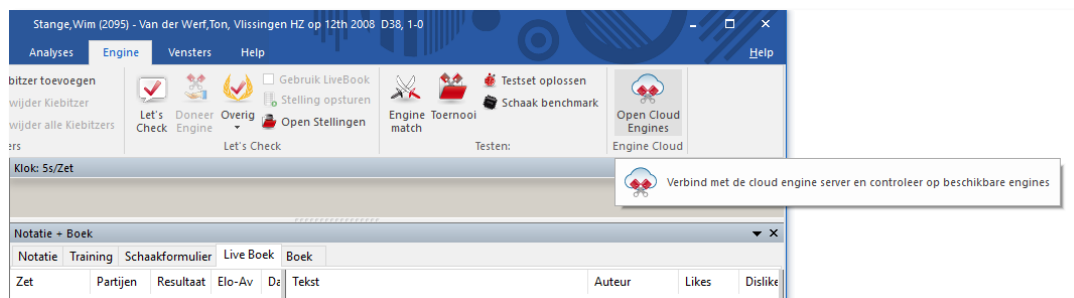 Stange,Wim (2095) - Van der Werf,Ton, Vlissingen HZ op 12th 2008 D38, 1-0
Analyses Engine Vensters Help Help
bitzer toevoegen
wijder Kiebitzer
wijder alle Kiebitzers
ers
Let's Check
Doneer Engine
Overig
Gebruik LiveBook
Stelling opsturen
Open Stellingen
Let's Check
Engine match
Toernooi
Testset oplossen
Schaak benchmark
Testen:
Open Cloud Engines
Engine Cloud
Klok: 5s/Zet
Verbind met de cloud engine server en controleer op beschikbare engines
Notatie + Boek
Notatie Training Schaakformulier Live Boek Boek
Zet Partijen Resultaat Elo-Av Da Tekst Auteur Likes Dislike